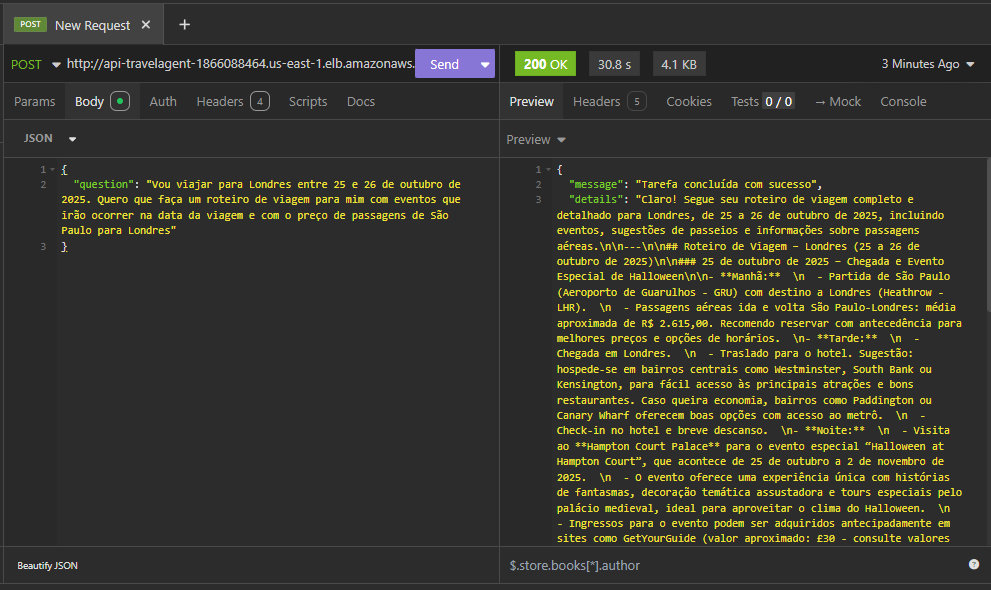 POST New Request × +
POST http://api-travelagent-1866088464.us-east-1.elb.amazonaws. Send
200 OK 30.8 s 4.1 KB 3 Minutes Ago
Params Body Auth Headers 4 Scripts Docs
Preview Headers 5 Cookies Tests 0 / 0 → Mock Console
JSON
Preview
1 {
2 "question": "Vou viajar para Londres entre 25 e 26 de outubro de
2025. Quero que faça um roteiro de viagem para mim com eventos que
irão ocorrer na data da viagem e com o preço de passagens de São
Paulo para Londres"
3 }
1 {
2 "message": "Tarefa concluída com sucesso",
3 "details": "Claro! Segue seu roteiro de viagem completo e
detalhado para Londres, de 25 a 26 de outubro de 2025, incluindo
eventos, sugestões de passeios e informações sobre passagens
aéreas.\n\n---\n\n## Roteiro de Viagem – Londres (25 a 26 de
outubro de 2025)\n\n### 25 de outubro de 2025 – Chegada e Evento
Especial de Halloween\n\n- **Manhã:**  \n  - Partida de São Paulo
(Aeroporto de Guarulhos - GRU) com destino a Londres (Heathrow -
LHR).  \n  - Passagens aéreas ida e volta São Paulo-Londres: média
aproximada de R$ 2.615,00. Recomendo reservar com antecedência para
melhores preços e opções de horários.  \n- **Tarde:**  \n  -
Chegada em Londres.  \n  - Traslado para o hotel. Sugestão:
hospede-se em bairros centrais como Westminster, South Bank ou
Kensington, para fácil acesso às principais atrações e bons
restaurantes. Caso queira economia, bairros como Paddington ou
Canary Wharf oferecem boas opções com acesso ao metrô.  \n  -
Check-in no hotel e breve descanso.  \n- **Noite:**  \n  - Visita
ao **Hampton Court Palace** para o evento especial “Halloween at
Hampton Court”, que acontece de 25 de outubro a 2 de novembro de
2025.  \n  - O evento oferece uma experiência única com histórias
de fantasmas, decoração temática assustadora e tours especiais pelo
palácio medieval, ideal para aproveitar o clima do Halloween.  \n
- Ingressos para o evento podem ser adquiridos antecipadamente em
sites como GetYourGuide (valor aproximado: £30 - consulte valores
Beautify JSON
$.store.books[*].author ?